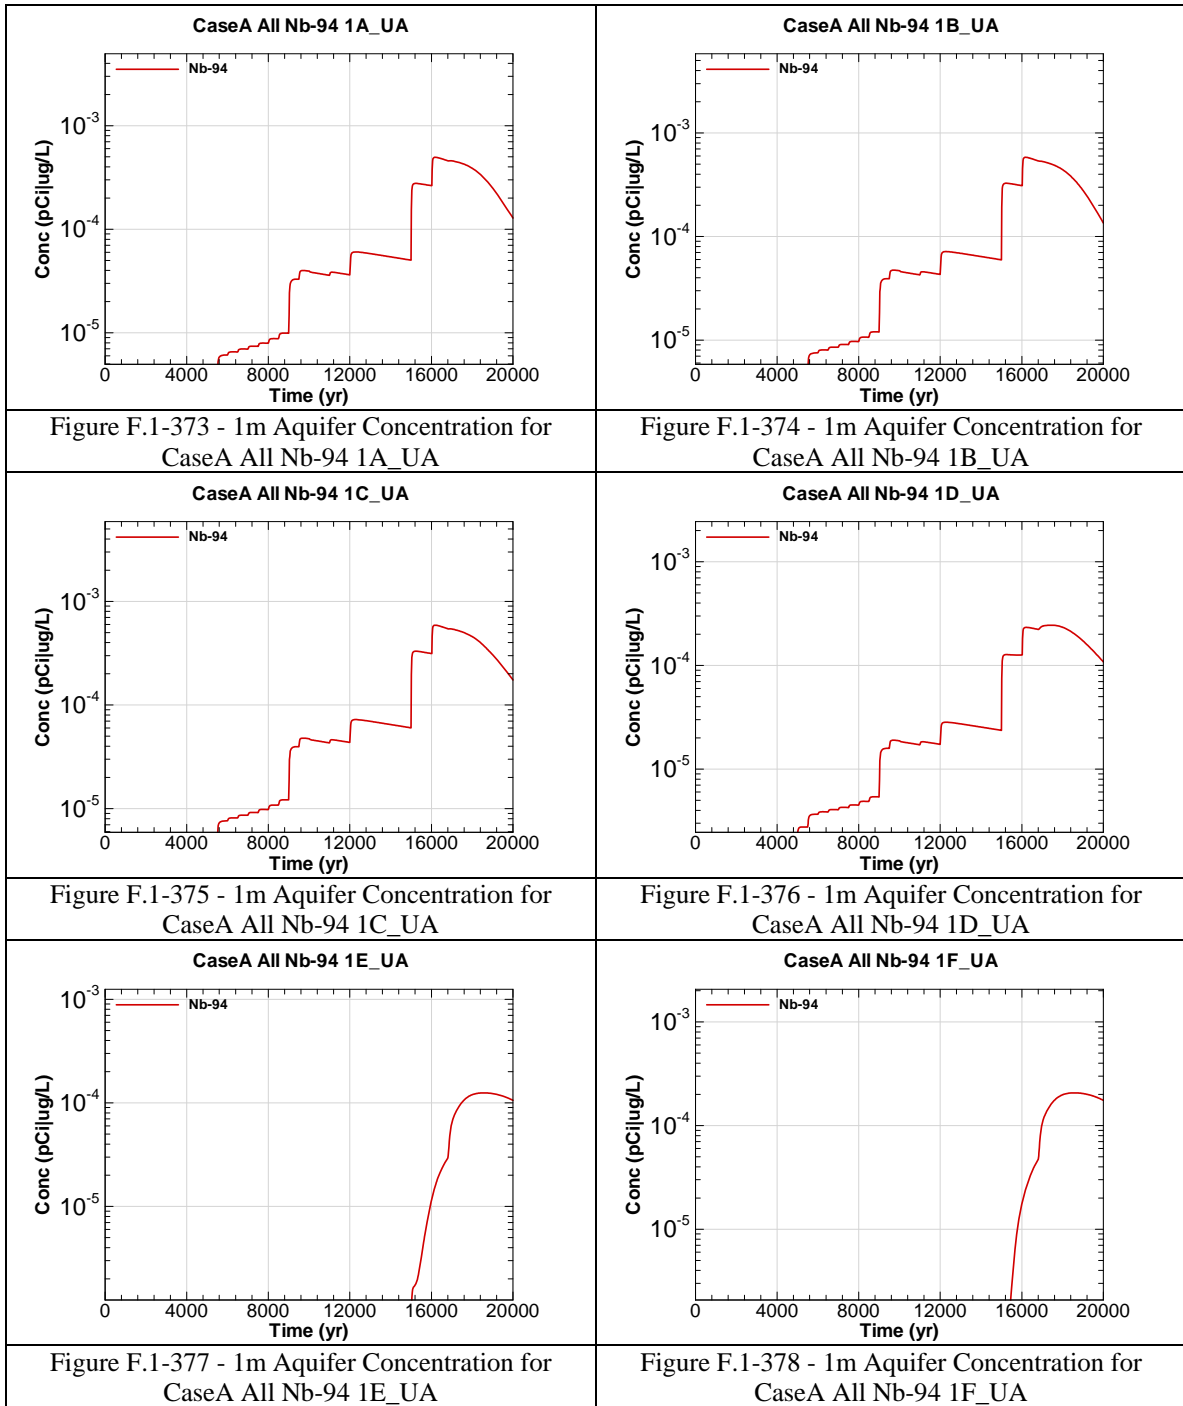 CaseA All Nb-94 1A_UA
Nb-94
Conc (pCi|ug/L)
10-3
10-4
10-5
0 4000 8000 12000 16000 20000
Time (yr)
Figure F.1-373 - 1m Aquifer Concentration for
CaseA All Nb-94 1A_UA
CaseA All Nb-94 1B_UA
Nb-94
Conc (pCi|ug/L)
10-3
10-4
10-5
0 4000 8000 12000 16000 20000
Time (yr)
Figure F.1-374 - 1m Aquifer Concentration for
CaseA All Nb-94 1B_UA
CaseA All Nb-94 1C_UA
Nb-94
Conc (pCi|ug/L)
10-3
10-4
10-5
0 4000 8000 12000 16000 20000
Time (yr)
Figure F.1-375 - 1m Aquifer Concentration for
CaseA All Nb-94 1C_UA
CaseA All Nb-94 1D_UA
Nb-94
Conc (pCi|ug/L)
10-3
10-4
10-5
0 4000 8000 12000 16000 20000
Time (yr)
Figure F.1-376 - 1m Aquifer Concentration for
CaseA All Nb-94 1D_UA
CaseA All Nb-94 1E_UA
Nb-94
Conc (pCi|ug/L)
10-3
10-4
10-5
0 4000 8000 12000 16000 20000
Time (yr)
Figure F.1-377 - 1m Aquifer Concentration for
CaseA All Nb-94 1E_UA
CaseA All Nb-94 1F_UA
Nb-94
Conc (pCi|ug/L)
10-3
10-4
10-5
0 4000 8000 12000 16000 20000
Time (yr)
Figure F.1-378 - 1m Aquifer Concentration for
CaseA All Nb-94 1F_UA